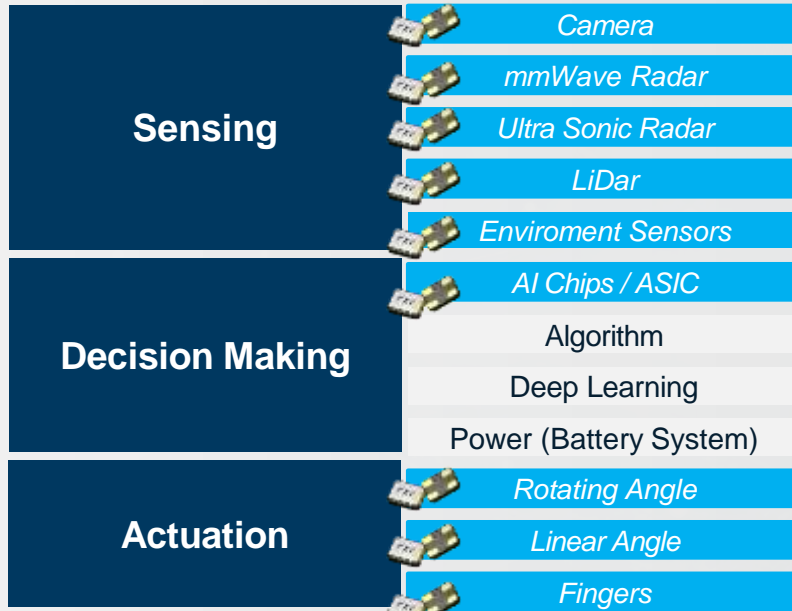 Sensing
Camera
mmWave Radar
Ultra Sonic Radar
LiDar
Enviroment Sensors
Decision Making
AI Chips / ASIC
Algorithm
Deep Learning
Power (Battery System)
Actuation
Rotating Angle
Linear Angle
Fingers